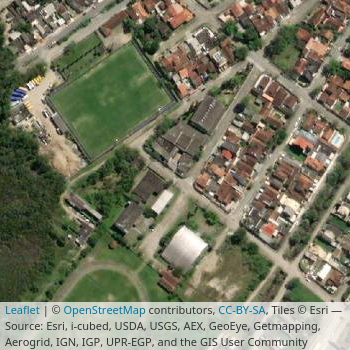 Leaflet | © OpenStreetMap contributors, CC-BY-SA, Tiles © Esri —
Source: Esri, i-cubed, USDA, USGS, AEX, GeoEye, Getmapping,
Aerogrid, IGN, IGP, UPR-EGP, and the GIS User Community